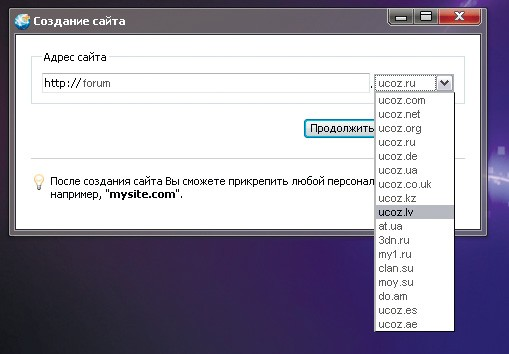 Создание сайта
Адрес сайта
http:// forum . ucoz.ru
ucoz.com
ucoz.net
ucoz.org
ucoz.ru
ucoz.de
ucoz.ua
ucoz.co.uk
ucoz.kz
ucoz.lv
at.ua
3dn.ru
my1.ru
clan.su
moy.su
do.am
ucoz.es
ucoz.ae
Продолжить
После создания сайта Вы сможете прикрепить любой
например, "mysite.com".